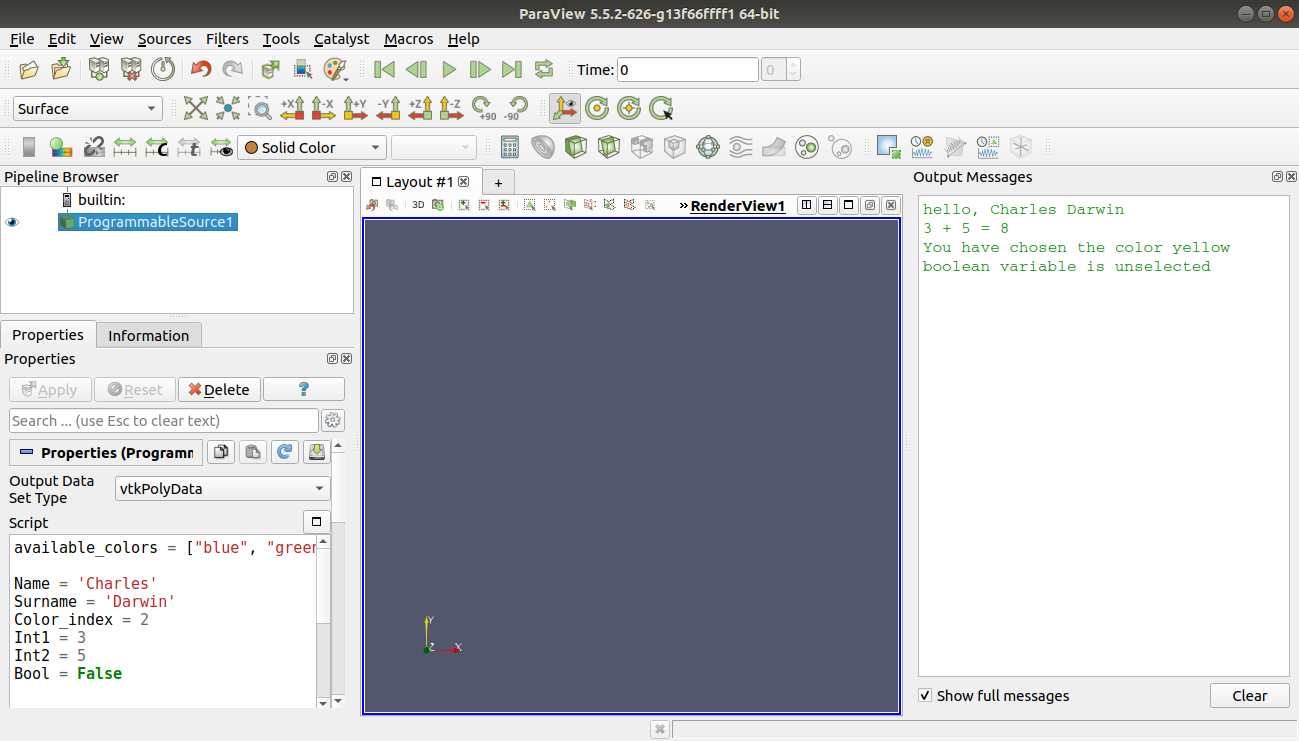 ParaView 5.5.2-626-g13f66ffff1 64-bit
File Edit View Sources Filters Tools Catalyst Macros Help
Time: 0 0
Surface +X -X +Y -Y +Z -Z +90 -90
Solid Color
Pipeline Browser
builtin:
ProgrammableSource1
Properties Information
Properties
Apply Reset Delete ?
Search ... (use Esc to clear text)
Properties (Programm
Output Data
Set Type
vtkPolyData
Script
available_colors = ["blue", "green
Name = 'Charles'
Surname = 'Darwin'
Color_index = 2
Int1 = 3
Int2 = 5
Bool = False
Layout #1 +
3D » RenderView1
Y
Z X
Output Messages
hello, Charles Darwin
3 + 5 = 8
You have chosen the color yellow
boolean variable is unselected
Show full messages Clear